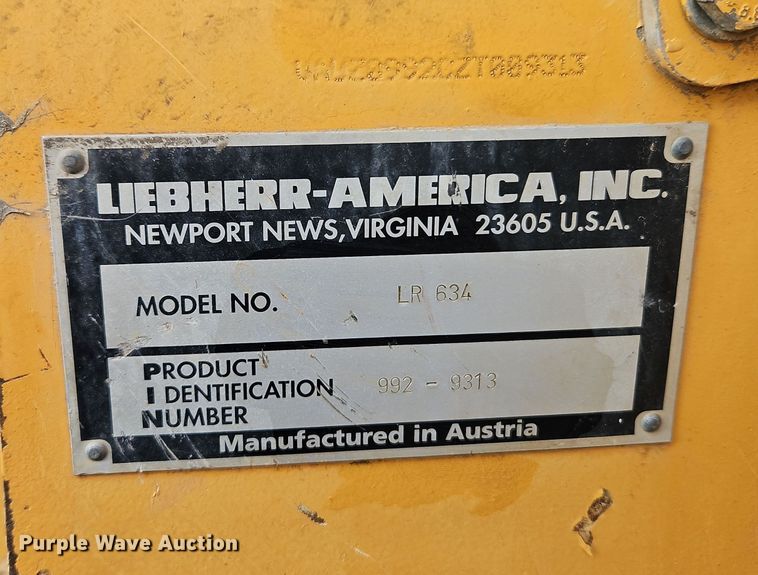 LIEBHERR-AMERICA, INC.
NEWPORT NEWS, VIRGINIA 23605 U.S.A.
MODEL NO. LR 634
PRODUCT
IDENTIFICATION 992 - 9313
NUMBER
Manufactured in Austria
Purple Wave Auction